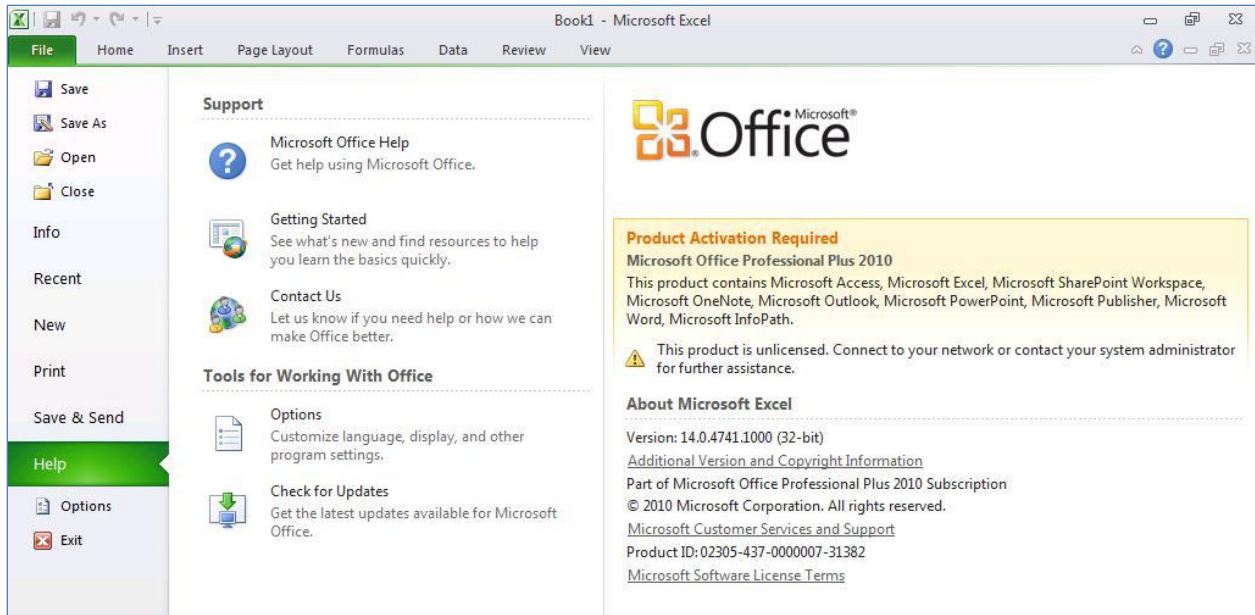 Book1 - Microsoft Excel
File Home Insert Page Layout Formulas Data Review View
Save
Save As
Open
Close
Info
Recent
New
Print
Save & Send
Help
Options
Exit
Support
Microsoft Office Help
Get help using Microsoft Office.
Getting Started
See what's new and find resources to help
you learn the basics quickly.
Contact Us
Let us know if you need help or how we can
make Office better.
Tools for Working With Office
Options
Customize language, display, and other
program settings.
Check for Updates
Get the latest updates available for Microsoft
Office.
Microsoft®
Office
Product Activation Required
Microsoft Office Professional Plus 2010
This product contains Microsoft Access, Microsoft Excel, Microsoft SharePoint Workspace,
Microsoft OneNote, Microsoft Outlook, Microsoft PowerPoint, Microsoft Publisher, Microsoft
Word, Microsoft InfoPath.
This product is unlicensed. Connect to your network or contact your system administrator
for further assistance.
About Microsoft Excel
Version: 14.0.4741.1000 (32-bit)
Additional Version and Copyright Information
Part of Microsoft Office Professional Plus 2010 Subscription
© 2010 Microsoft Corporation. All rights reserved.
Microsoft Customer Services and Support
Product ID: 02305-437-0000007-31382
Microsoft Software License Terms